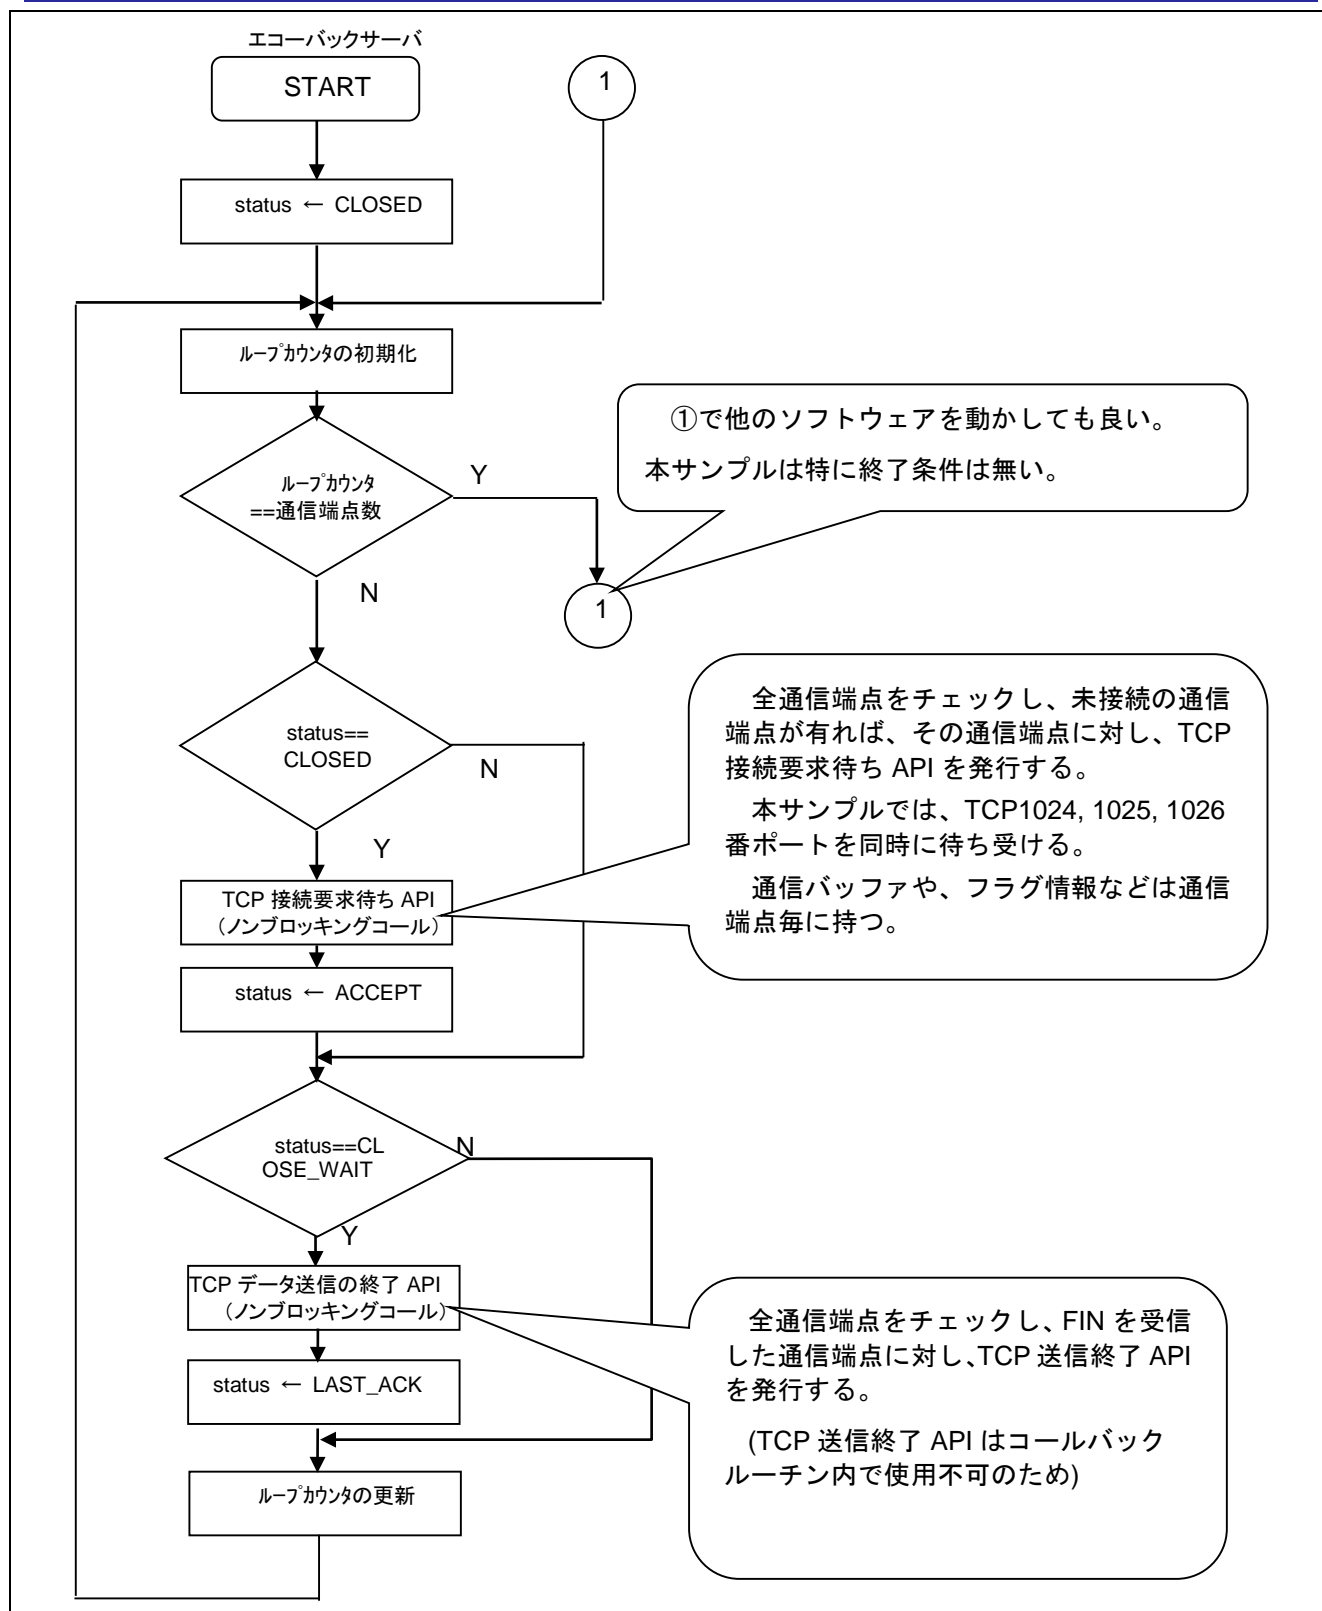 エコーバックサーバ
START
1
status ← CLOSED
ループカウンタの初期化
①で他のソフトウェアを動かしても良い。
本サンプルは特に終了条件は無い。
ループカウンタ
==通信端点数
Y
N
1
status==
CLOSED
N
Y
全通信端点をチェックし、未接続の通信
端点が有れば、その通信端点に対し、TCP
接続要求待ち API を発行する。
本サンプルでは、TCP1024, 1025, 1026
番ポートを同時に待ち受ける。
通信バッファや、フラグ情報などは通信
端点毎に持つ。
TCP 接続要求待ち API
（ノンブロッキングコール）
status ← ACCEPT
status==CL
OSE_WAIT
N
Y
TCP データ送信の終了 API
（ノンブロッキングコール）
全通信端点をチェックし、FIN を受信
した通信端点に対し、TCP 送信終了 API
を発行する。
(TCP 送信終了 API はコールバック
ルーチン内で使用不可のため)
status ← LAST_ACK
ループカウンタの更新